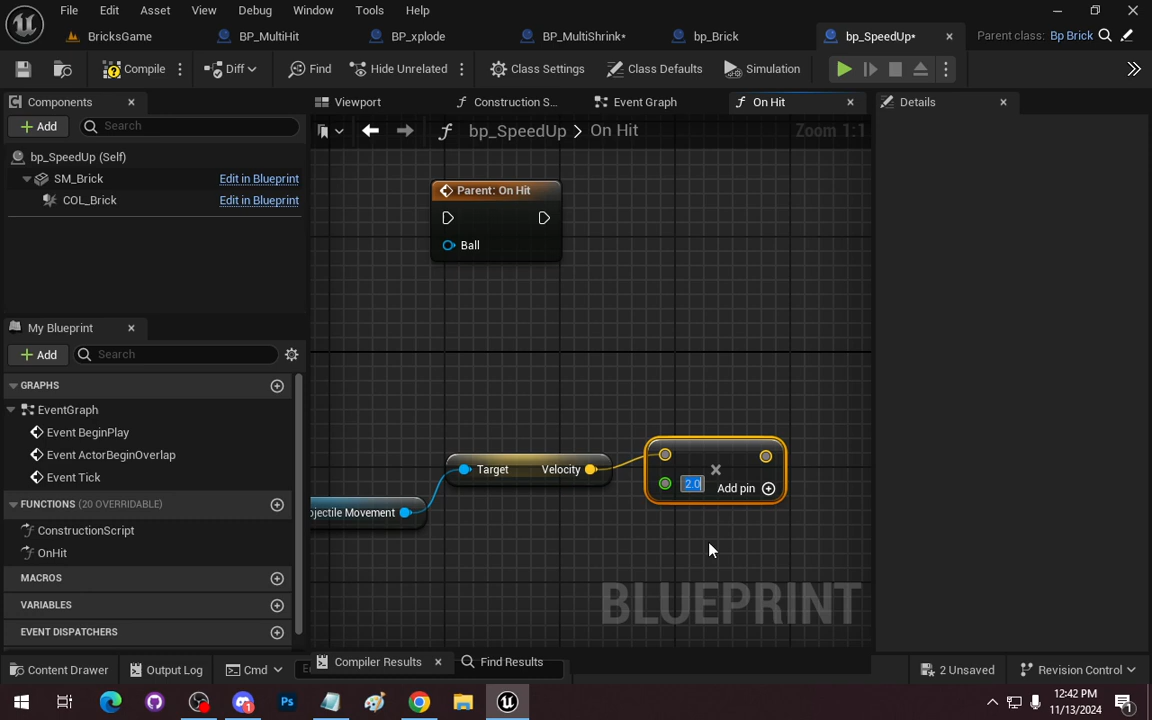 File Edit Asset View Debug Window Tools Help
BricksGame BP_MultiHit BP_xplode BP_MultiShrink* bp_Brick bp_SpeedUp* Parent class: Bp Brick
Compile Diff Find Hide Unrelated Class Settings Class Defaults Simulation
Components Viewport Construction S... Event Graph On Hit Details
Add Search bp_SpeedUp On Hit Zoom 1:1
bp_SpeedUp (Self)
SM_Brick Edit in Blueprint
COL_Brick Edit in Blueprint
Parent: On Hit
Ball
My Blueprint
Add Search
GRAPHS
EventGraph
Event BeginPlay
Event ActorBeginOverlap
Event Tick
FUNCTIONS (20 OVERRIDABLE)
ConstructionScript
OnHit
MACROS
VARIABLES
EVENT DISPATCHERS
Target Velocity
2.0 Add pin
ojectile Movement
BLUEPRINT
Compiler Results Find Results
Content Drawer Output Log Cmd 2 Unsaved Revision Control
12:42 PM
11/13/2024
1